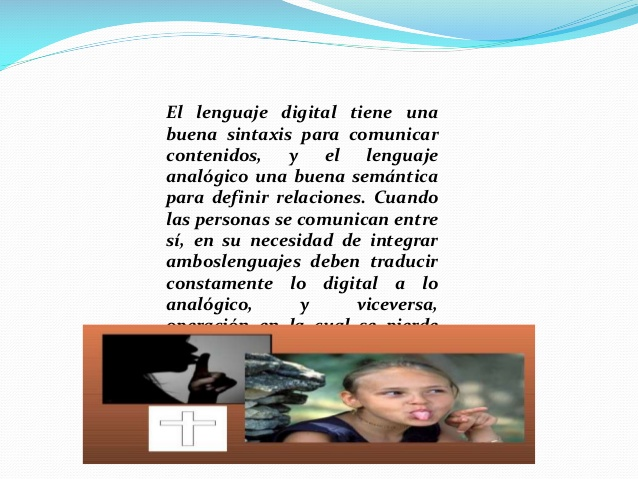 El lenguaje digital tiene una
buena sintaxis para comunicar
contenidos, y el lenguaje
analógico una buena semántica
para definir relaciones. Cuando
las personas se comunican entre
sí, en su necesidad de integrar
amboslenguajes deben traducir
constamente lo digital a lo
analógico, y viceversa,
operación en la cual se pierde